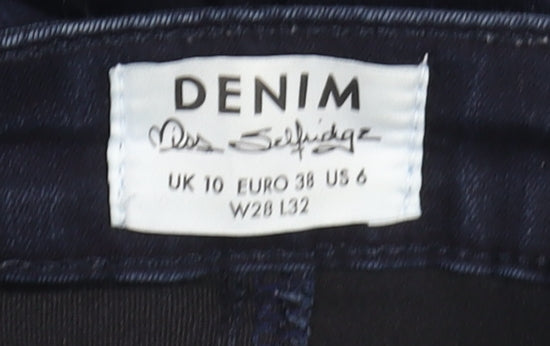 DENIM
Miss Selfridge
UK 10 EURO 38 US 6
W28 L32